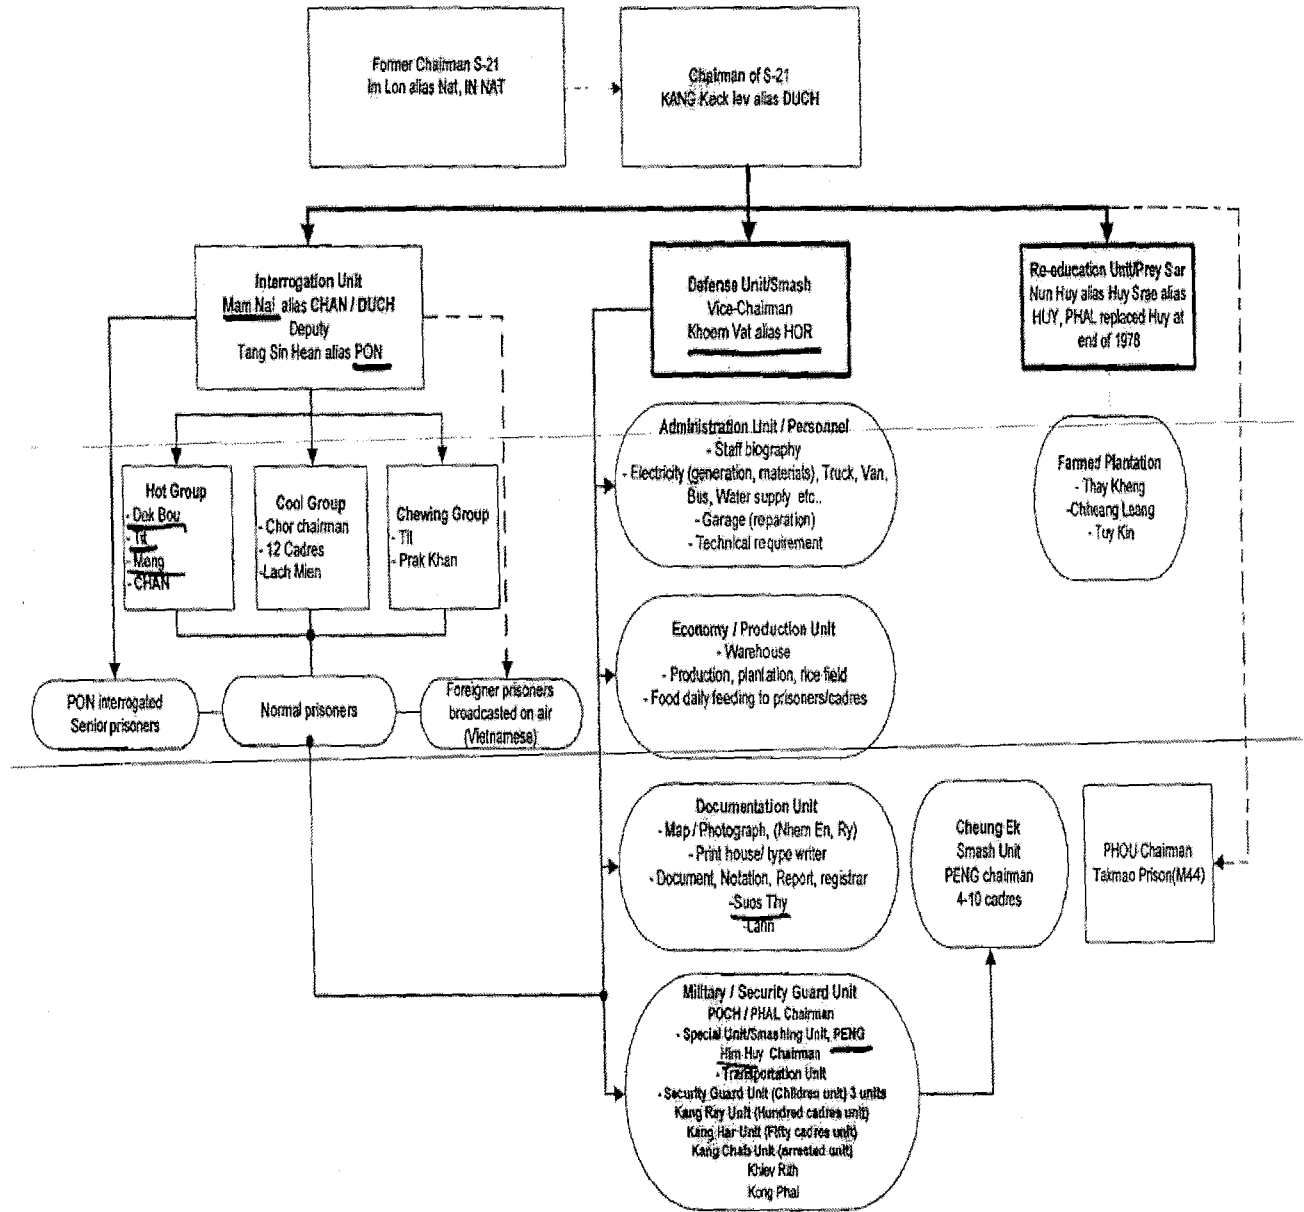 Former Chairman S-21
Im Lon alias Nat, IN NAT
Chairman of S-21
KANG Keck Iev alias DUCH
Interrogation Unit
Mam Nai alias CHAN / DUCH
Deputy
Tang Sin Hean alias PON
Defense Unit/Smash
Vice-Chairman
Khoem Vat alias HOR
Re-education Unit/Prey Sar
Nun Huy alias Huy Srae alias
HUY, PHAL replaced Huy at
end of 1978
Hot Group
- Dek Bou
- Tit
- Meng
- CHAN
Cool Group
- Chor chairman
- 12 Cadres
-Lach Mien
Chewing Group
- Tit
- Prak Khan
PON interrogated
Senior prisoners
Normal prisoners
Foreigner prisoners
broadcasted on air
(Vietnamese)
Administration Unit / Personnel
- Staff biography
- Electricity (generation, materials), Truck, Van,
Bus, Water supply etc..
- Garage (reparation)
- Technical requirement
Farmed Plantation
- Thay Kheng
-Chheang Leang
- Tuy Kin
Economy / Production Unit
- Warehouse
- Production, plantation, rice field
- Food daily feeding to prisoners/cadres
Documentation Unit
- Map / Photograph, (Nhem En, Ry)
- Print house/ type writer
- Document, Notation, Report, registrar
-Suos Thy
Cheung Ek
Smash Unit
PENG chairman
4-10 cadres
PHOU Chairman
Takmao Prison(M44)
Military / Security Guard Unit
POCH / PHAL Chairman
- Special Unit/Smashing Unit, PENG
Him Huy Chairman
- Transportation Unit
- Security Guard Unit (Children unit) 3 units
Kang Ray Unit (Hundred cadres unit)
Kang Har Unit (Fifty cadres unit)
Kang Chab Unit (arrested unit)
Khiev Rith
Kong Phal